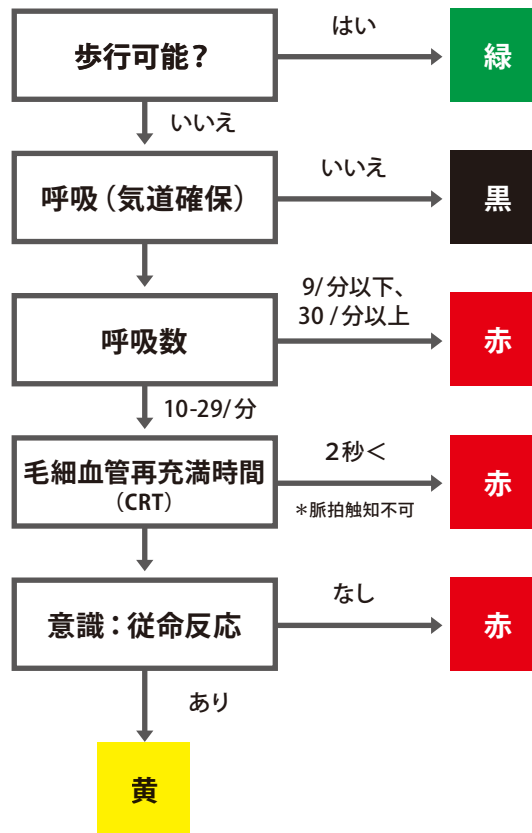 歩行可能？
はい
緑
いいえ
呼吸（気道確保）
いいえ
黒
呼吸数
9/分以下、
30 /分以上
赤
10-29/分
毛細血管再充満時間
（CRT）
2秒＜
＊脈拍触知不可
赤
意識：従命反応
なし
赤
あり
黄